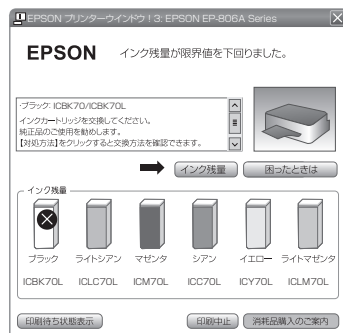 EPSON プリンターウインドウ!3: EPSON EP-806A Series
EPSON
インク残量が限界値を下回りました。
·ブラック: ICBK70/ICBK70L
インクカートリッジを交換してください。
純正品のご使用を勧めします。
【対処方法】をクリックすると交換方法を確認できます。
インク残量
困ったときは
インク残量
ブラック ライトシアン マゼンタ シアン イエロー ライトマゼンタ
ICBK70L ICLC70L ICM70L ICC70L ICY70L ICLM70L
印刷待ち状態表示
印刷中止
消耗品購入のご案内